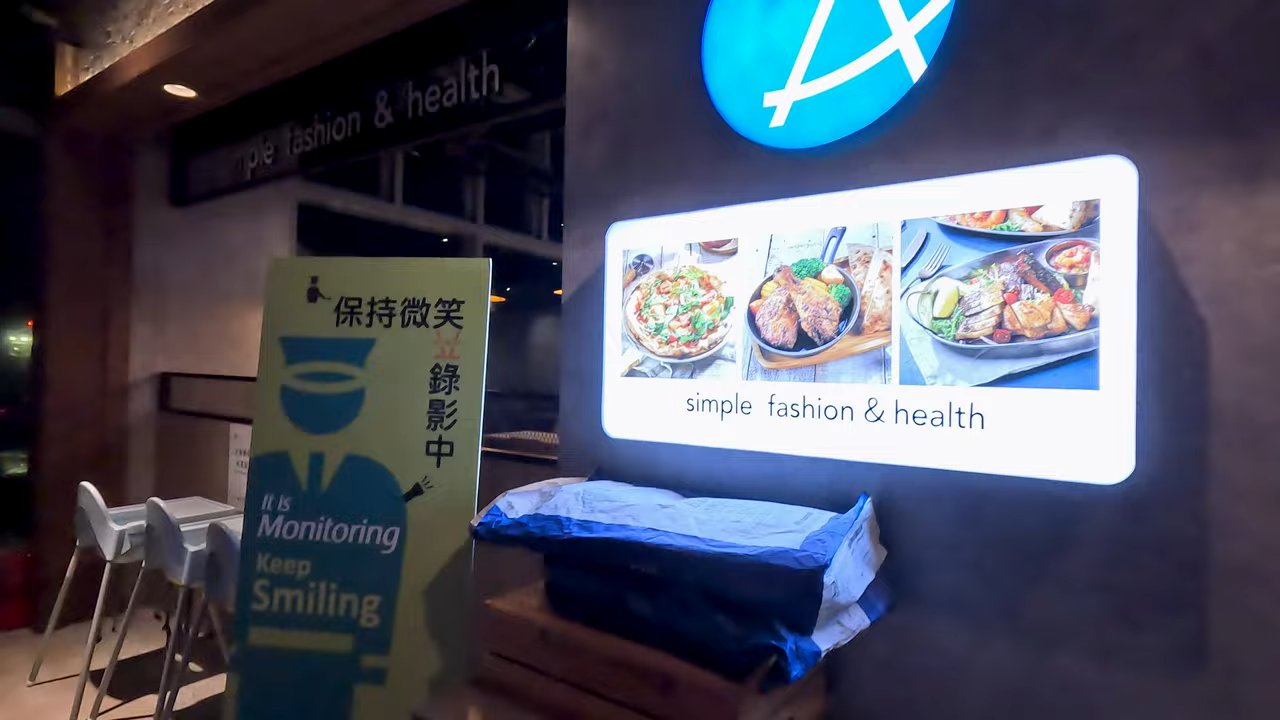 ple fashion & health
simple fashion & health
保持微笑
錄影中
It is
Monitoring
Keep
Smiling